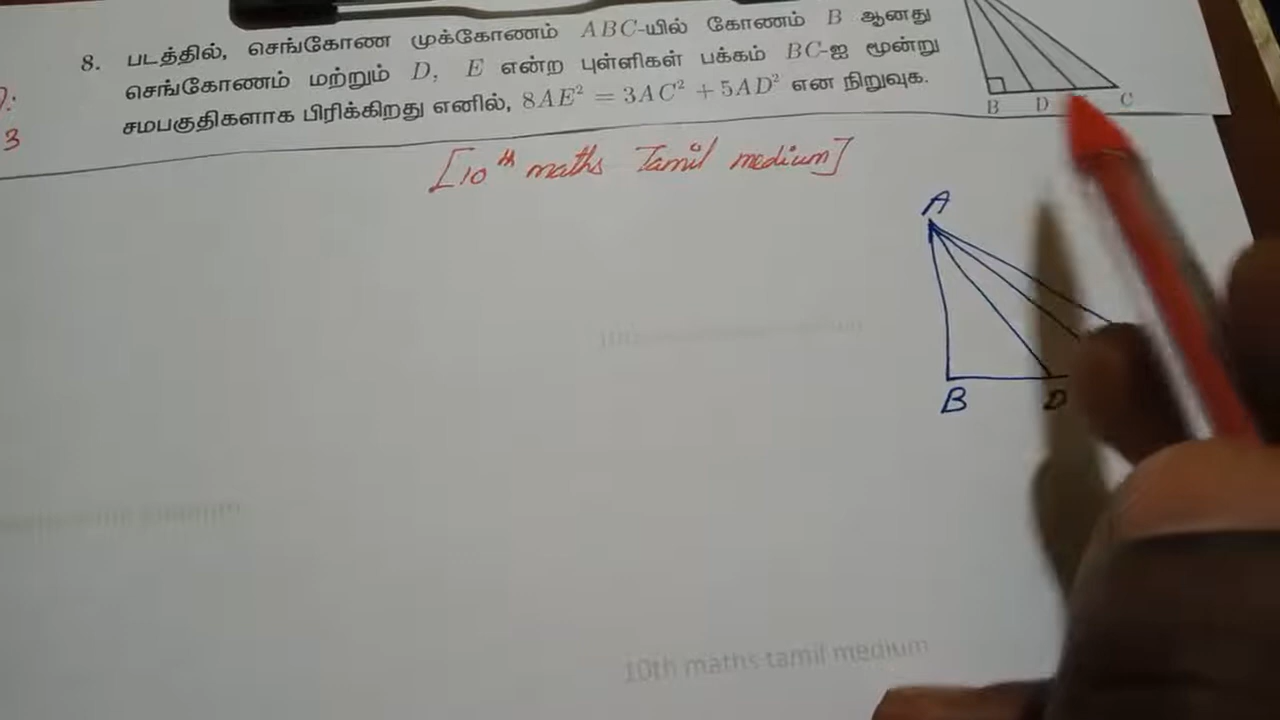 8. படத்தில், செங்கோண முக்கோணம் ABC-யில் கோணம் B ஆனது
செங்கோணம் மற்றும் D, E என்ற புள்ளிகள் பக்கம் BC-ஐ மூன்று
சமபகுதிகளாக பிரிக்கிறது எனில், 8AE² = 3AC² + 5AD² என நிறுவுக.
B D C
3
[10th maths Tamil medium]
A
B D
10th maths tamil medium